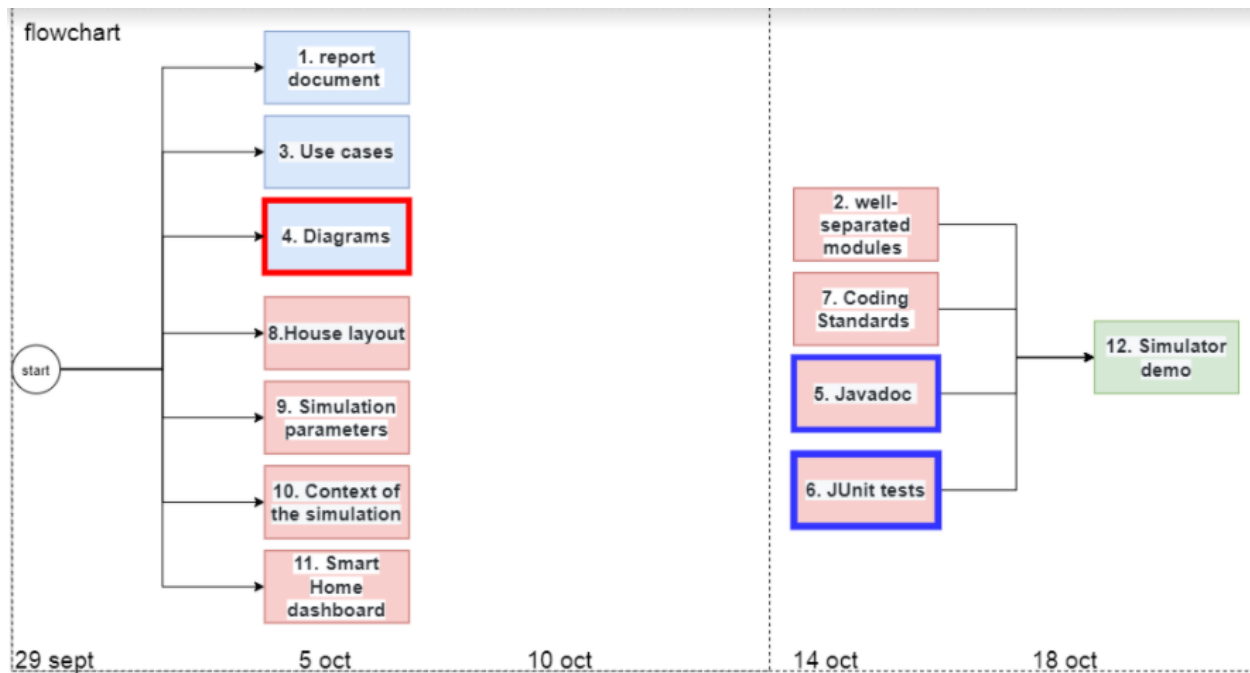 flowchart
1. report
document
3. Use cases
4. Diagrams
8.House layout
start
9. Simulation
parameters
10. Context of
the simulation
11. Smart
Home
dashboard
2. well-
separated
modules
7. Coding
Standards
5. Javadoc
6. JUnit tests
12. Simulator
demo
29 sept
5 oct
10 oct
14 oct
18 oct